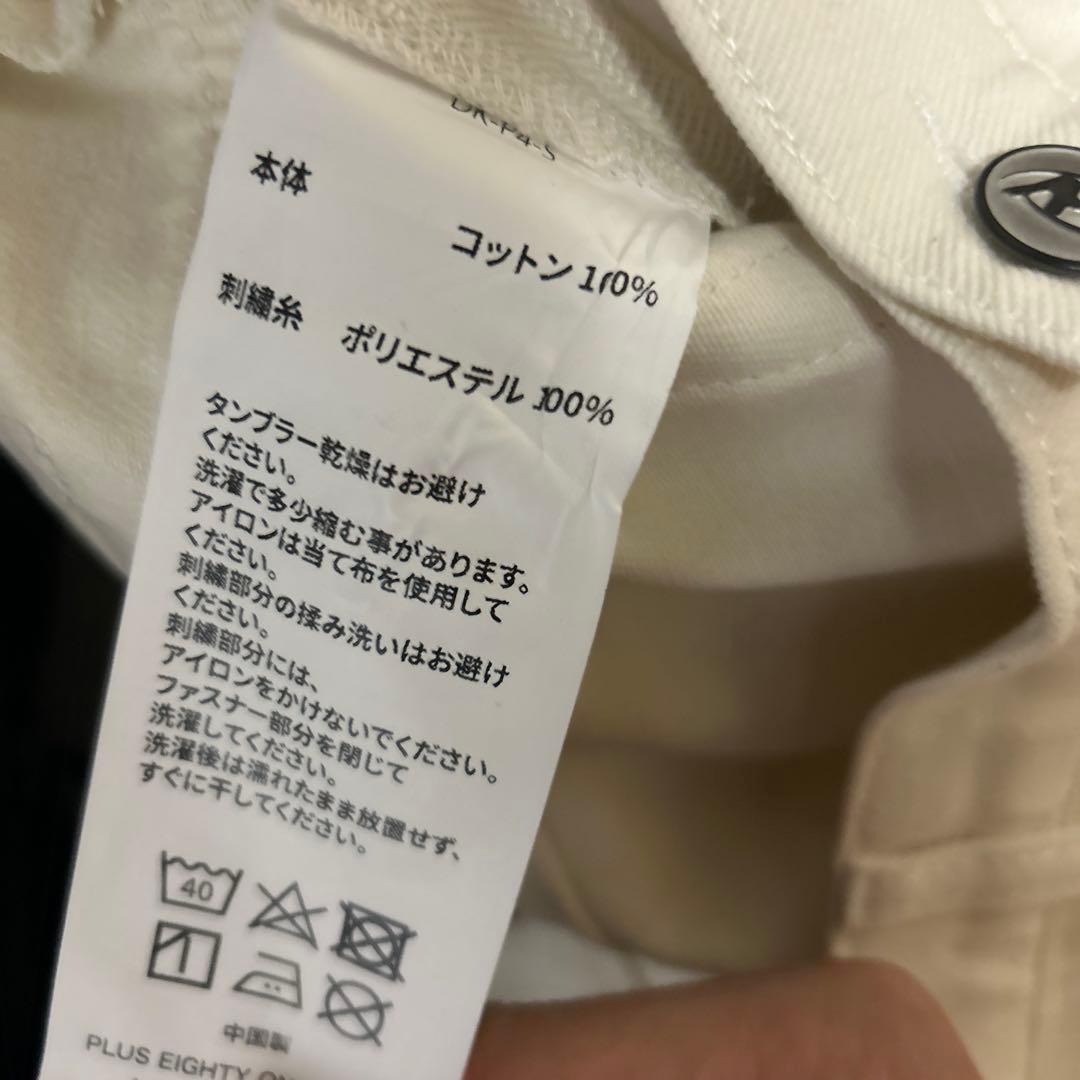 DK-P4-S
本体
コットン 100%
刺繍糸 ポリエステル 100%
タンブラー乾燥はお避け
ください。
洗濯で多少縮む事があります。
アイロンは当て布を使用して
ください。
刺繍部分の揉み洗いはお避け
ください。
刺繍部分には、
アイロンをかけないでください。
ファスナー部分を閉じて
洗濯してください。
洗濯後は濡れたまま放置せず、
すぐに干してください。
40
中国製
PLUS EIGHTY